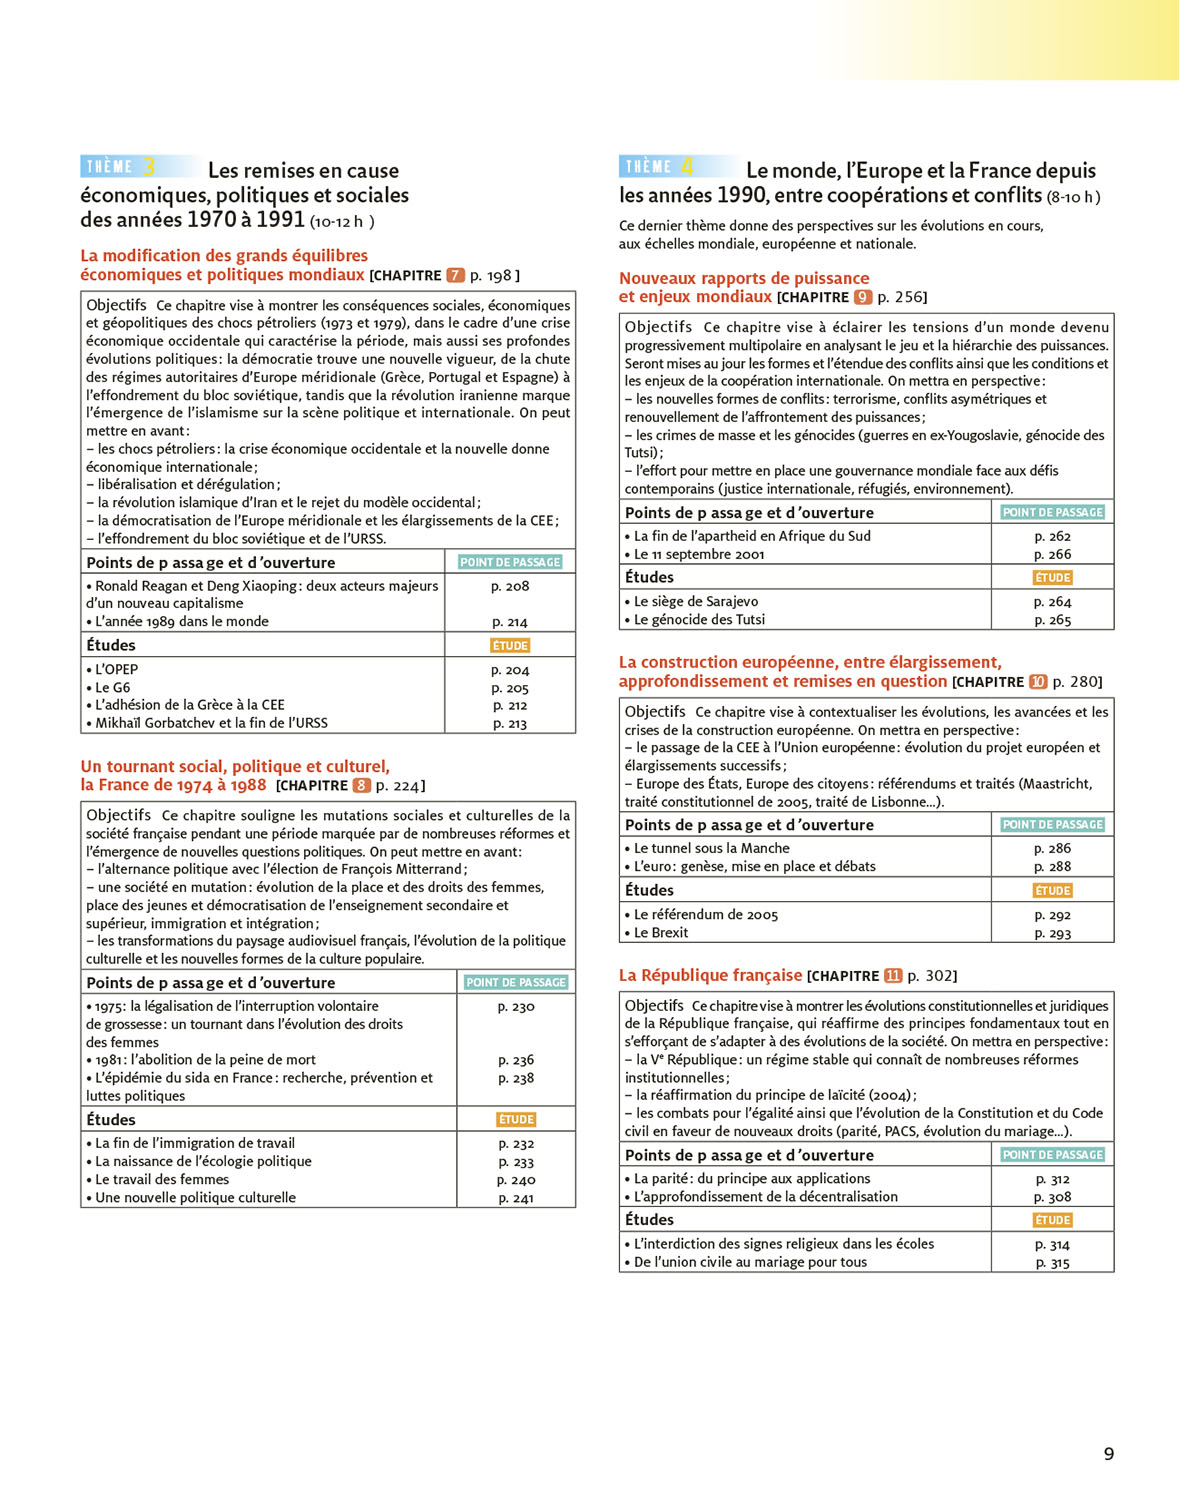 THÈME 3 Les remises en cause
économiques, politiques et sociales
des années 1970 à 1991 (10-12 h )
La modification des grands équilibres
économiques et politiques mondiaux [CHAPITRE 7 p. 198 ]
Objectifs Ce chapitre vise à montrer les conséquences sociales, économiques
et géopolitiques des chocs pétroliers (1973 et 1979), dans le cadre d’une crise
économique occidentale qui caractérise la période, mais aussi ses profondes
évolutions politiques : la démocratie trouve une nouvelle vigueur, de la chute
des régimes autoritaires d’Europe méridionale (Grèce, Portugal et Espagne) à
l’effondrement du bloc soviétique, tandis que la révolution iranienne marque
l’émergence de l’islamisme sur la scène politique et internationale. On peut
mettre en avant :
– les chocs pétroliers : la crise économique occidentale et la nouvelle donne
économique internationale ;
– libéralisation et dérégulation ;
– la révolution islamique d’Iran et le rejet du modèle occidental ;
– la démocratisation de l’Europe méridionale et les élargissements de la CEE ;
– l’effondrement du bloc soviétique et de l’URSS.
Points de p assa ge et d ’ouverture POINT DE PASSAGE
• Ronald Reagan et Deng Xiaoping : deux acteurs majeurs p. 208
d’un nouveau capitalisme
• L’année 1989 dans le monde p. 214
Études ÉTUDE
• L’OPEP p. 204
• Le G6 p. 205
• L’adhésion de la Grèce à la CEE p. 212
• Mikhaïl Gorbatchev et la fin de l’URSS p. 213
Un tournant social, politique et culturel,
la France de 1974 à 1988 [CHAPITRE 8 p. 224]
Objectifs Ce chapitre souligne les mutations sociales et culturelles de la
société française pendant une période marquée par de nombreuses réformes et
l’émergence de nouvelles questions politiques. On peut mettre en avant :
– l’alternance politique avec l’élection de François Mitterrand ;
– une société en mutation : évolution de la place et des droits des femmes,
place des jeunes et démocratisation de l’enseignement secondaire et
supérieur, immigration et intégration ;
– les transformations du paysage audiovisuel français, l’évolution de la politique
culturelle et les nouvelles formes de la culture populaire.
Points de p assa ge et d ’ouverture POINT DE PASSAGE
• 1975 : la légalisation de l’interruption volontaire p. 230
de grossesse : un tournant dans l’évolution des droits
des femmes
• 1981 : l’abolition de la peine de mort p. 236
• L’épidémie du sida en France : recherche, prévention et p. 238
luttes politiques
Études ÉTUDE
• La fin de l’immigration de travail p. 232
• La naissance de l’écologie politique p. 233
• Le travail des femmes p. 240
• Une nouvelle politique culturelle p. 241
THÈME 4 Le monde, l’Europe et la France depuis
les années 1990, entre coopérations et conflits (8-10 h )
Ce dernier thème donne des perspectives sur les évolutions en cours,
aux échelles mondiale, européenne et nationale.
Nouveaux rapports de puissance
et enjeux mondiaux [CHAPITRE 9 p. 256]
Objectifs Ce chapitre vise à éclairer les tensions d’un monde devenu
progressivement multipolaire en analysant le jeu et la hiérarchie des puissances.
Seront mises au jour les formes et l’étendue des conflits ainsi que les conditions et
les enjeux de la coopération internationale. On mettra en perspective :
– les nouvelles formes de conflits : terrorisme, conflits asymétriques et
renouvellement de l’affrontement des puissances ;
– les crimes de masse et les génocides (guerres en ex-Yougoslavie, génocide des
Tutsi) ;
– l’effort pour mettre en place une gouvernance mondiale face aux défis
contemporains (justice internationale, réfugiés, environnement).
Points de p assa ge et d ’ouverture POINT DE PASSAGE
• La fin de l’apartheid en Afrique du Sud p. 262
• Le 11 septembre 2001 p. 266
Études ÉTUDE
• Le siège de Sarajevo p. 264
• Le génocide des Tutsi p. 265
La construction européenne, entre élargissement,
approfondissement et remises en question [CHAPITRE 10 p. 280]
Objectifs Ce chapitre vise à contextualiser les évolutions, les avancées et les
crises de la construction européenne. On mettra en perspective :
– le passage de la CEE à l’Union européenne : évolution du projet européen et
élargissements successifs ;
– Europe des États, Europe des citoyens : référendums et traités (Maastricht,
traité constitutionnel de 2005, traité de Lisbonne…).
Points de p assa ge et d ’ouverture POINT DE PASSAGE
• Le tunnel sous la Manche p. 286
• L’euro : genèse, mise en place et débats p. 288
Études ÉTUDE
• Le référendum de 2005 p. 292
• Le Brexit p. 293
La République française [CHAPITRE 11 p. 302]
Objectifs Ce chapitre vise à montrer les évolutions constitutionnelles et juridiques
de la République française, qui réaffirme des principes fondamentaux tout en
s’efforçant de s’adapter à des évolutions de la société. On mettra en perspective :
– la Ve République : un régime stable qui connaît de nombreuses réformes
institutionnelles ;
– la réaffirmation du principe de laïcité (2004) ;
– les combats pour l’égalité ainsi que l’évolution de la Constitution et du Code
civil en faveur de nouveaux droits (parité, PACS, évolution du mariage…).
Points de p assa ge et d ’ouverture POINT DE PASSAGE
• La parité : du principe aux applications p. 312
• L’approfondissement de la décentralisation p. 308
Études ÉTUDE
• L’interdiction des signes religieux dans les écoles p. 314
• De l’union civile au mariage pour tous p. 315
9